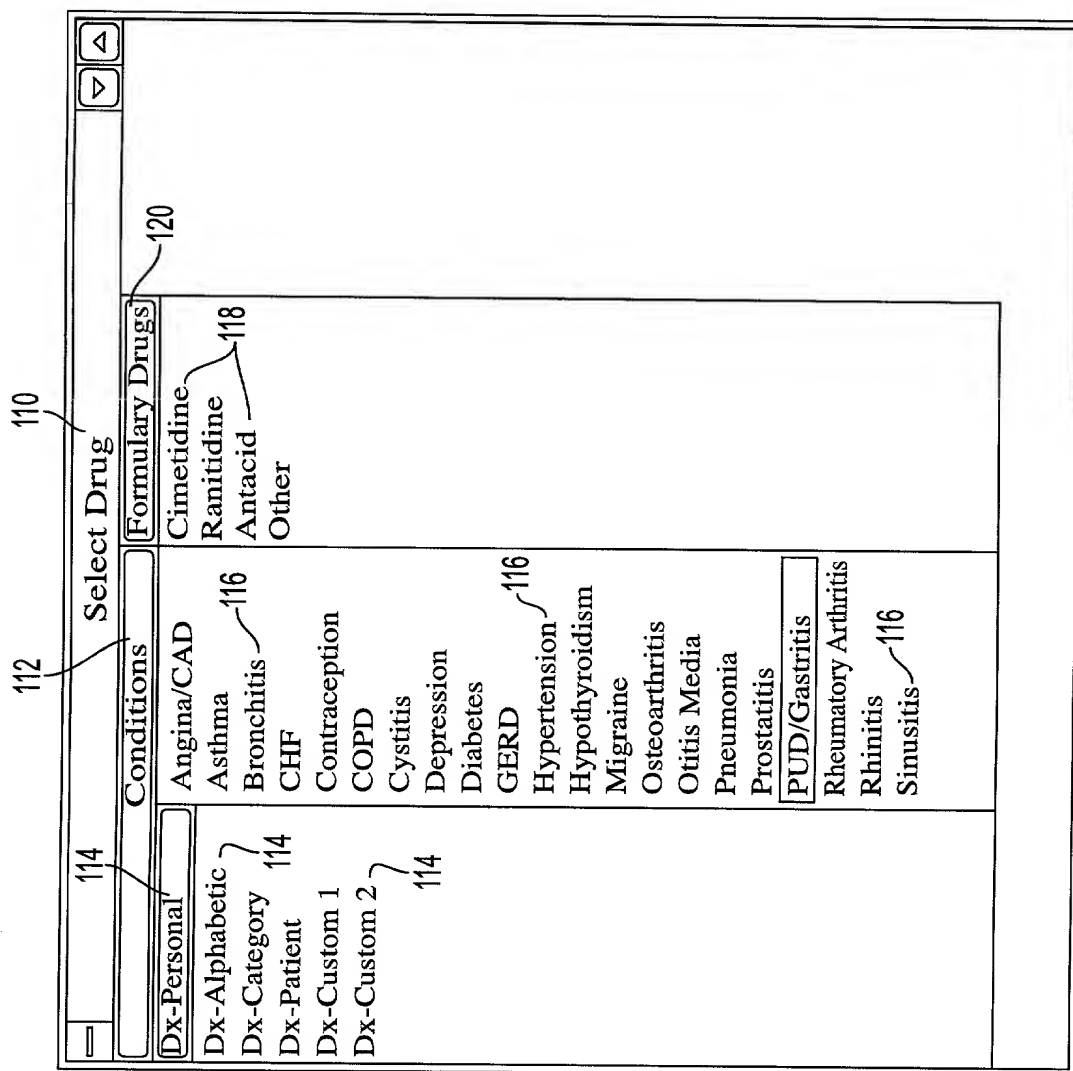 110
Select Drug
112
Conditions
Formulary Drugs
120
114
Dx-Personal
Dx-Alphabetic
114
Dx-Category
Dx-Patient
Dx-Custom 1
Dx-Custom 2
114
Angina/CAD
Asthma
Bronchitis
116
CHF
Contraception
COPD
Cystitis
Depression
Diabetes
GERD
Hypertension
116
Hypothyroidism
Migraine
Osteoarthritis
Otitis Media
Pneumonia
Prostatitis
PUD/Gastritis
Rheumatory Arthritis
Rhinitis
Sinusitis
116
Cimetidine
118
Ranitidine
Antacid
Other